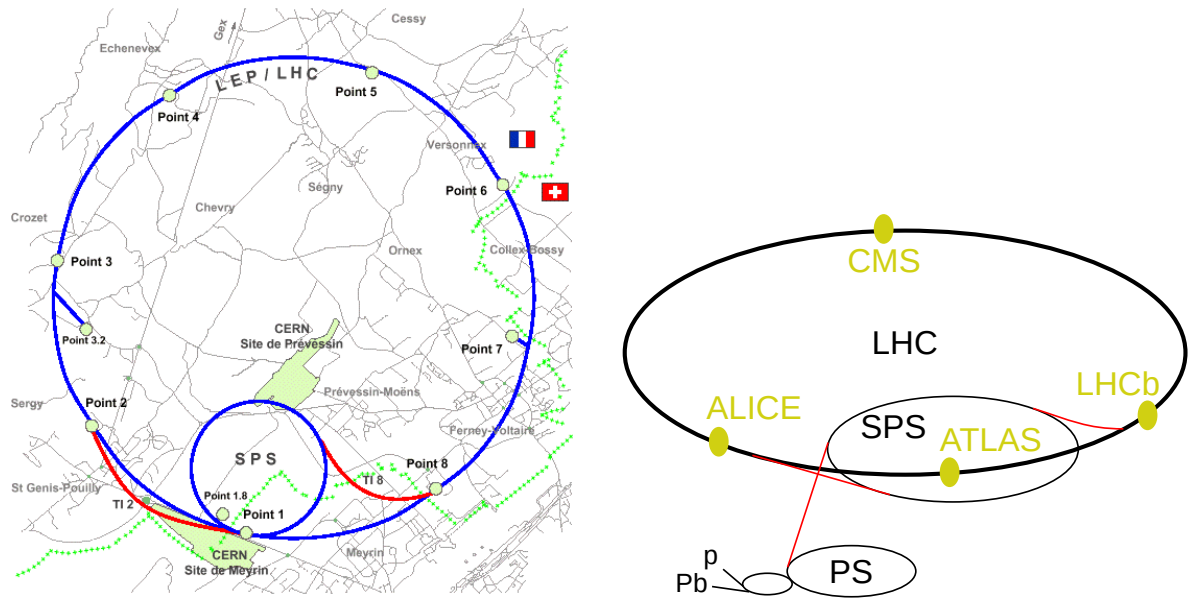 Cessy
Gex
Echenevex
LEP / LHC
Point 5
Point 4
Versonnex
Ségny
Point 6
Chevry
Crozet
Ornex
Collex-Bossy
Point 3
CERN
Site de Prévessin
Point 3.2
Point 7
Prévessin-Moëns
Sergy
Point 2
Ferney-Voltaire
SPS
Point 8
TI 8
St Genis-Pouilly
TI 2
Point 1.8
Point 1
CERN
Site de Meyrin
Meyrin
CMS
LHC
LHCb
ALICE
SPS
ATLAS
p
Pb
PS